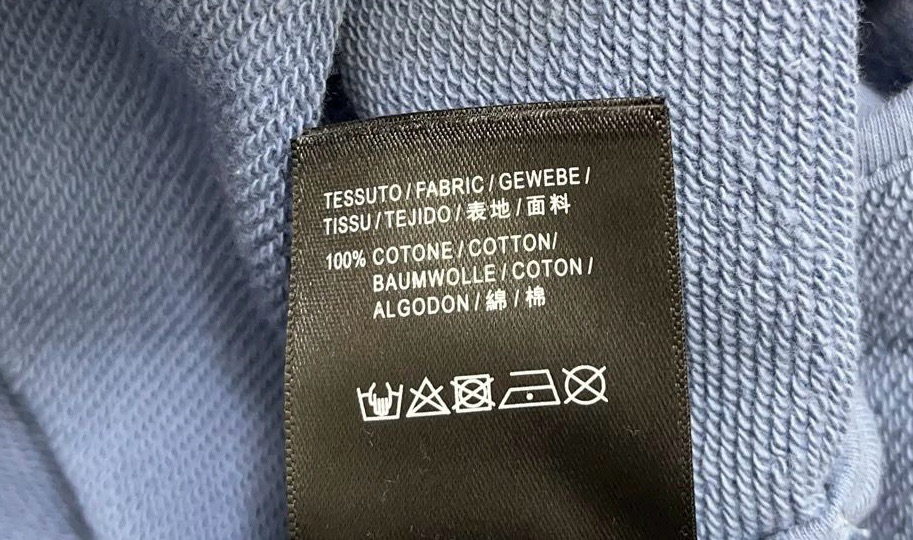 TESSUTO / FABRIC / GEWEBE /
TISSU / TEJIDO / 表地 / 面料
100% COTONE / COTTON/
BAUMWOLLE / COTON /
ALGODON / 綿 / 棉